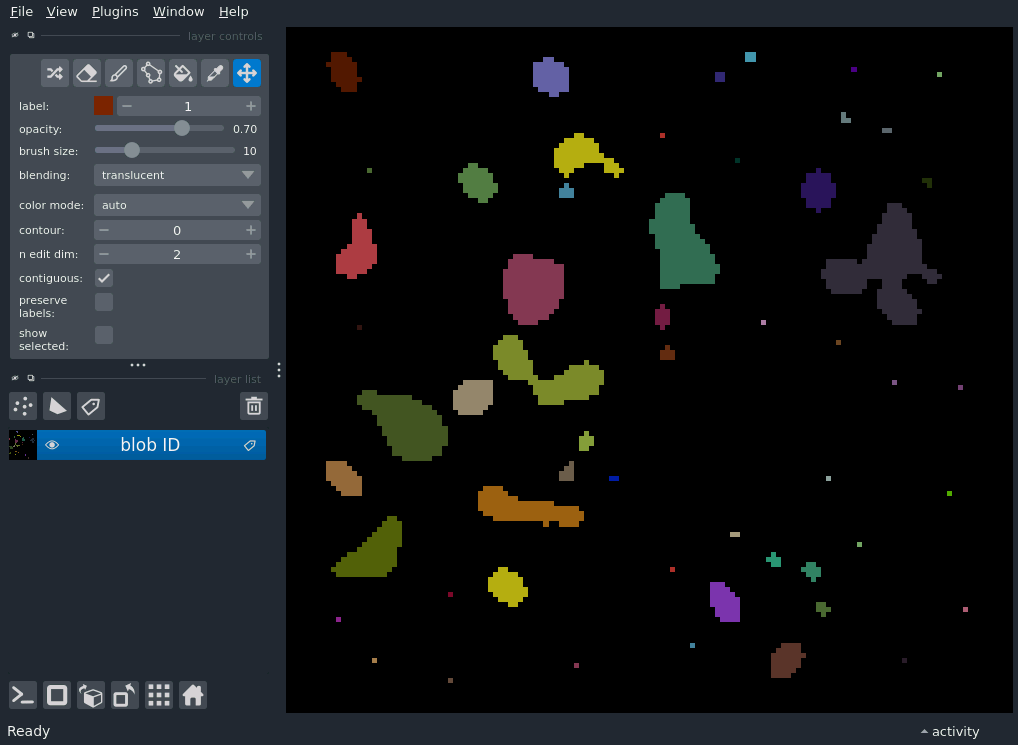 File View Plugins Window Help
layer controls
label: 1
opacity: 0.70
brush size: 10
blending: translucent
color mode: auto
contour: 0
n edit dim: 2
contiguous:
preserve
labels:
show
selected:
layer list
blob ID
Ready
activity